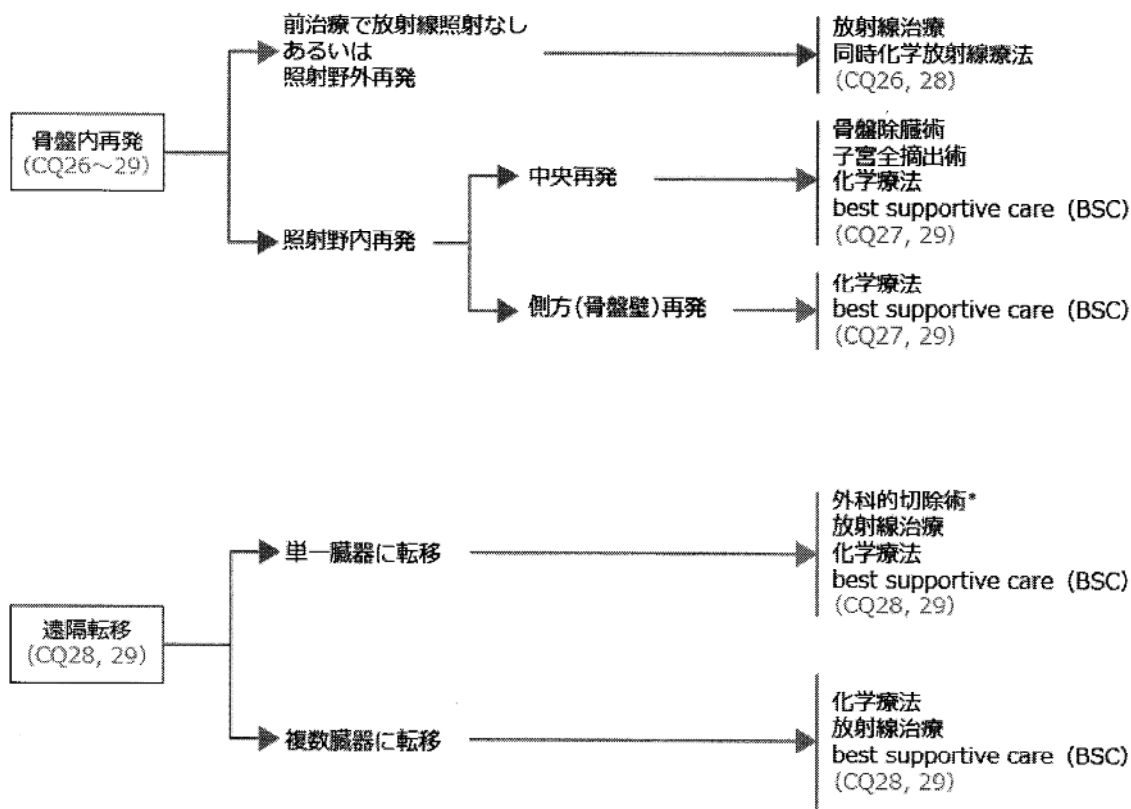 前治療で放射線照射なし
あるいは
照射野外再発
放射線治療
同時化学放射線療法
(CQ26, 28)
骨盤内再発
(CQ26～29)
照射野内再発
中央再発
骨盤除臓術
子宮全摘出術
化学療法
best supportive care (BSC)
(CQ27, 29)
側方(骨盤壁)再発
化学療法
best supportive care (BSC)
(CQ27, 29)
遠隔転移
(CQ28, 29)
単一臓器に転移
外科的切除術*
放射線治療
化学療法
best supportive care (BSC)
(CQ28, 29)
複数臓器に転移
化学療法
放射線治療
best supportive care (BSC)
(CQ28, 29)